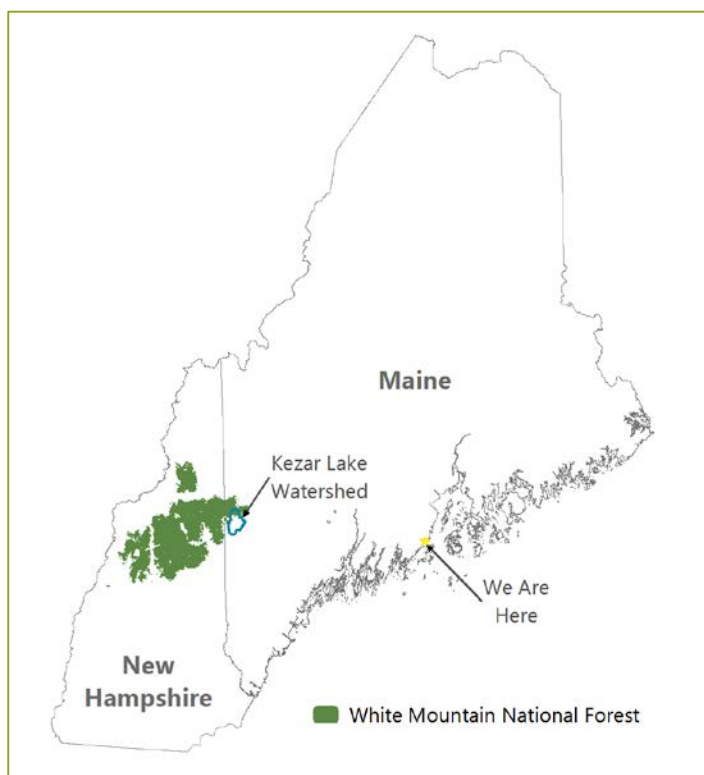 Maine
Kezar Lake
Watershed
We Are
Here
New
Hampshire
White Mountain National Forest